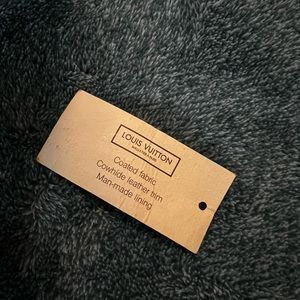 LOUIS VUITTON
Coated fabric
Cowhide leather trim
Man-made lining